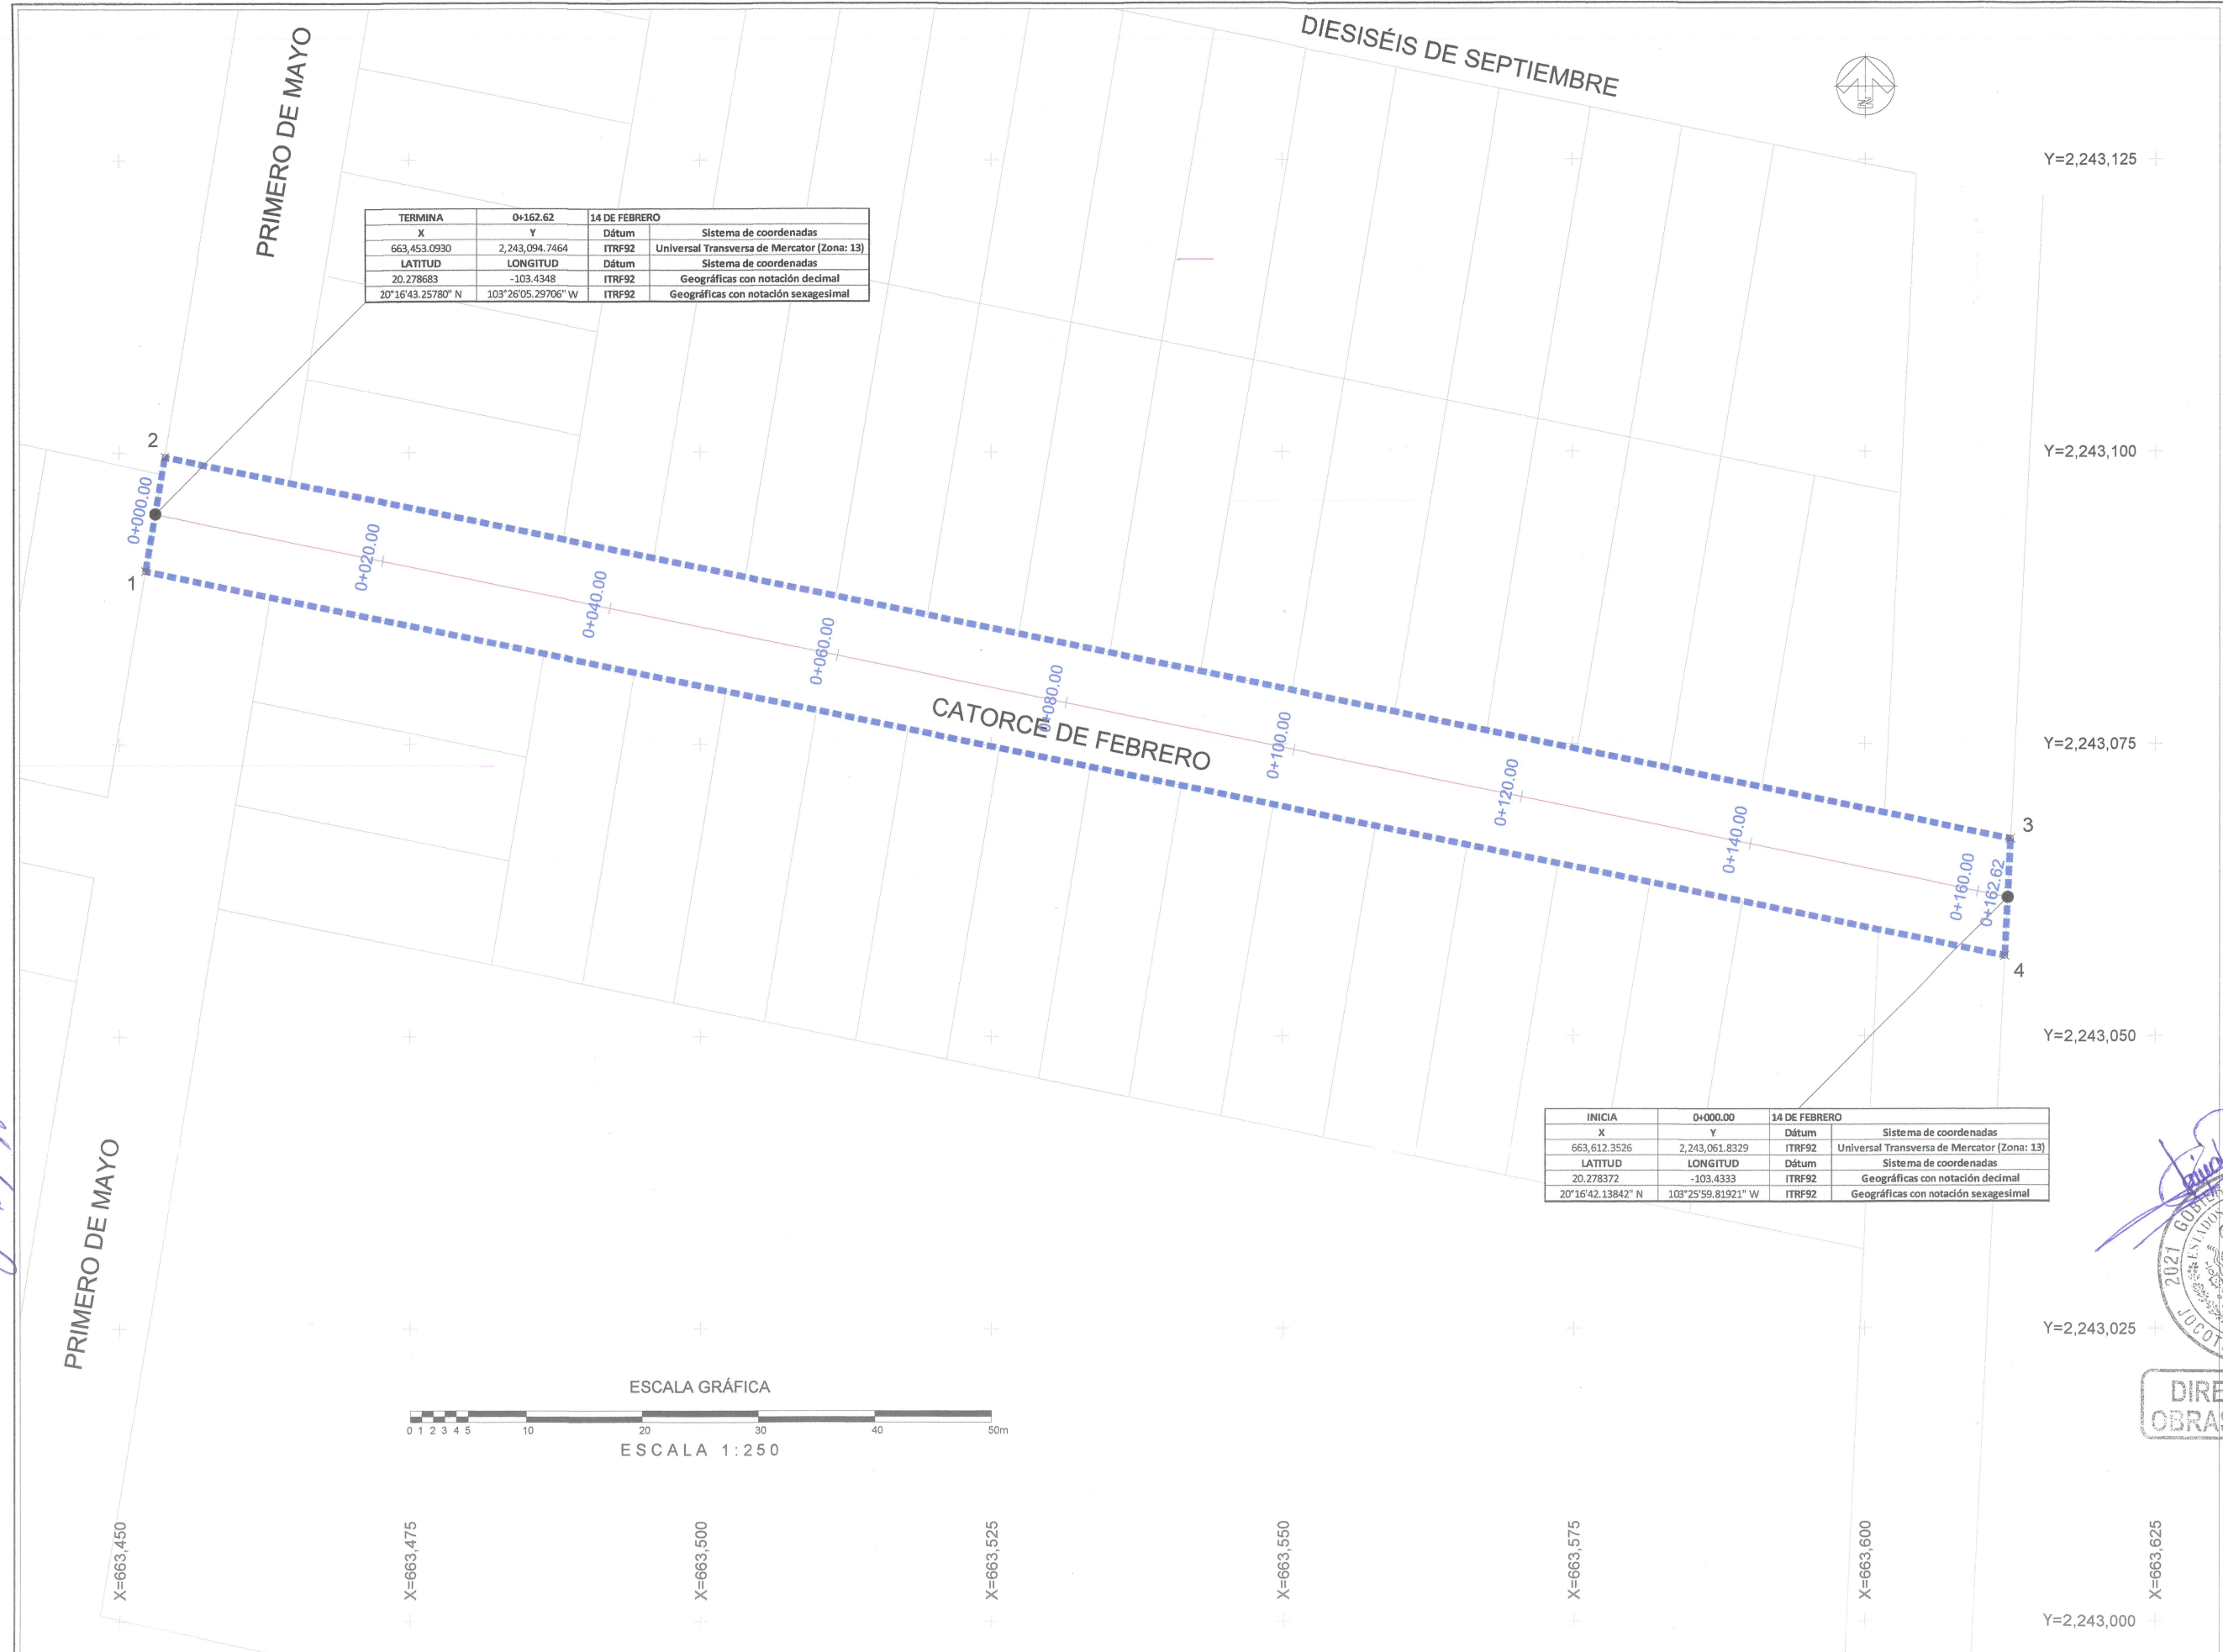 DIESISÉIS DE SEPTIEMBRE
PRIMERO DE MAYO
N
Y=2,243,125
TERMINA 0+162.62 14 DE FEBRERO
X Y Dátum Sistema de coordenadas
663,453.0930 2,243,094.7464 ITRF92 Universal Transversa de Mercator (Zona: 13)
LATITUD LONGITUD Dátum Sistema de coordenadas
20.278683 -103.4348 ITRF92 Geográficas con notación decimal
20°16'43.25780" N 103°26'05.29706" W ITRF92 Geográficas con notación sexagesimal
2
Y=2,243,100
0+000.00
1
0+020.00
0+040.00
0+060.00
0+080.00
CATORCE DE FEBRERO
0+100.00
0+120.00
0+140.00
0+160.00
0+162.62
Y=2,243,075
3
4
Y=2,243,050
INICIA 0+000.00 14 DE FEBRERO
X Y Dátum Sistema de coordenadas
663,612.3526 2,243,061.8329 ITRF92 Universal Transversa de Mercator (Zona: 13)
LATITUD LONGITUD Dátum Sistema de coordenadas
20.278372 -103.4333 ITRF92 Geográficas con notación decimal
20°16'42.13842" N 103°25'59.81921" W ITRF92 Geográficas con notación sexagesimal
PRIMERO DE MAYO
2021 GOBIER
ESTADOS
JOCOT
Y=2,243,025
DIRE
OBRAS
ESCALA GRÁFICA
0 1 2 3 4 5 10 20 30 40 50m
ESCALA 1:250
X=663,450
X=663,475
X=663,500
X=663,525
X=663,550
X=663,575
X=663,600
X=663,625
Y=2,243,000